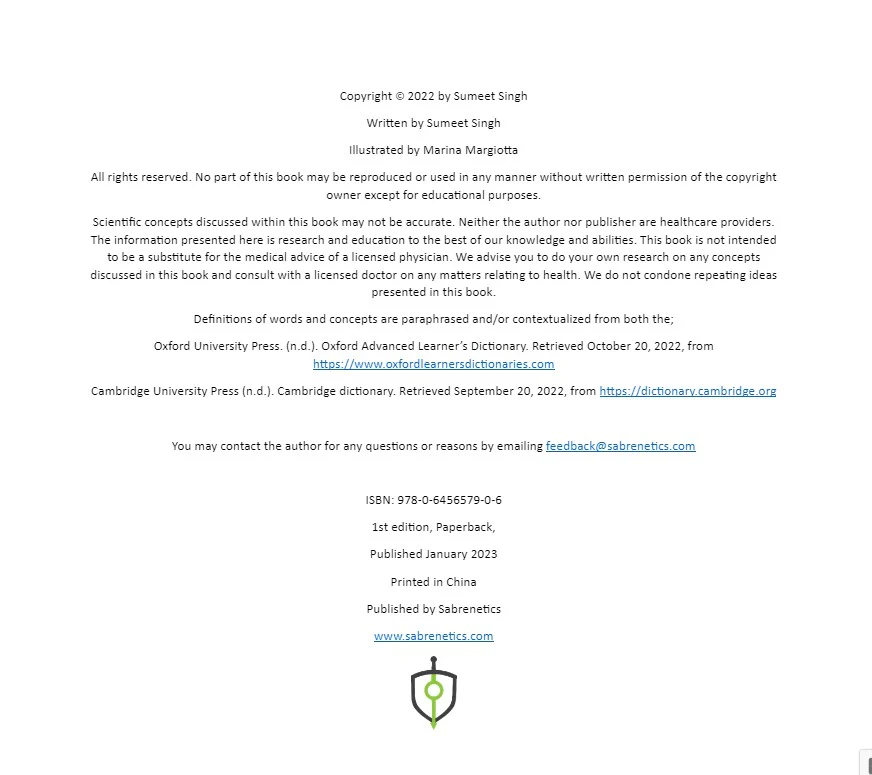 Copyright © 2022 by Sumeet Singh
Written by Sumeet Singh
Illustrated by Marina Margiotta
All rights reserved. No part of this book may be reproduced or used in any manner without written permission of the copyright
owner except for educational purposes.
Scientific concepts discussed within this book may not be accurate. Neither the author nor publisher are healthcare providers.
The information presented here is research and education to the best of our knowledge and abilities. This book is not intended
to be a substitute for the medical advice of a licensed physician. We advise you to do your own research on any concepts
discussed in this book and consult with a licensed doctor on any matters relating to health. We do not condone repeating ideas
presented in this book.
Definitions of words and concepts are paraphrased and/or contextualized from both the;
Oxford University Press. (n.d.). Oxford Advanced Learner’s Dictionary. Retrieved October 20, 2022, from
https://www.oxfordlearnersdictionaries.com
Cambridge University Press (n.d.). Cambridge dictionary. Retrieved September 20, 2022, from https://dictionary.cambridge.org
You may contact the author for any questions or reasons by emailing feedback@sabrenetics.com
ISBN: 978-0-6456579-0-6
1st edition, Paperback,
Published January 2023
Printed in China
Published by Sabrenetics
www.sabrenetics.com